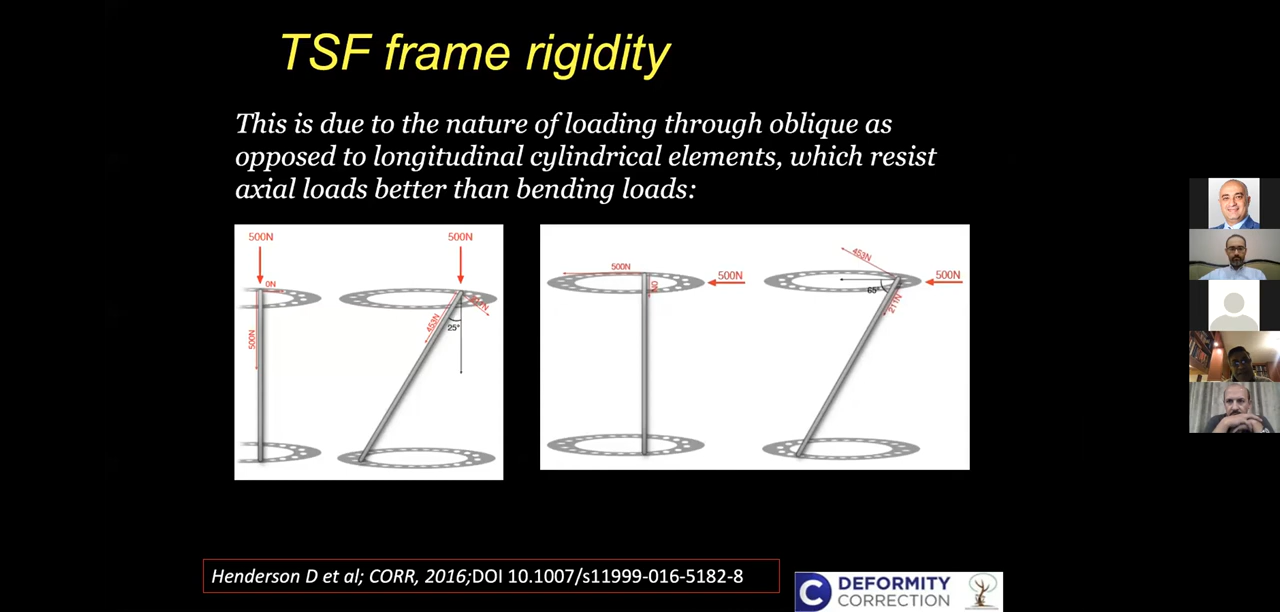 TSF frame rigidity
This is due to the nature of loading through oblique as
opposed to longitudinal cylindrical elements, which resist
axial loads better than bending loads:
500N
0N
500N
500N
453N
211N
25°
500N
0N
500N
453N
65°
211N
500N
Henderson D et al; CORR, 2016;DOI 10.1007/s11999-016-5182-8
C DEFORMITY
CORRECTION